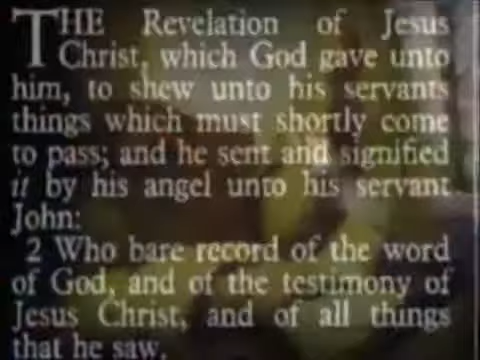 THE Revelation of Jesus
Christ, which God gave unto
him, to shew unto his servants
things which must shortly come
to pass; and he sent and signified
it by his angel unto his servant
John:
2 Who bare record of the word
of God, and of the testimony of
Jesus Christ, and of all things
that he saw.